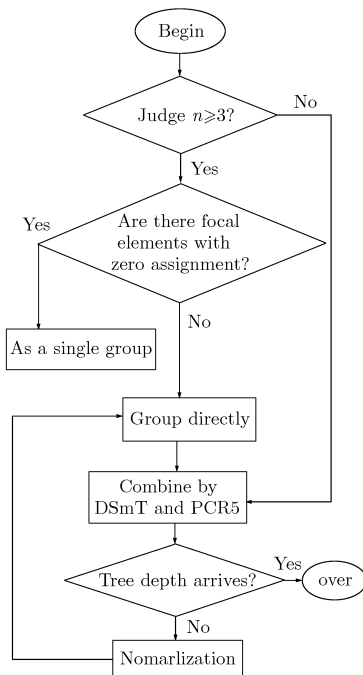 Begin
Judge n⩾3?
No
Yes
Are there focal
elements with
zero assignment?
Yes
As a single group
No
Group directly
Combine by
DSmT and PCR5
Tree depth arrives?
Yes
over
No
Nomarlization